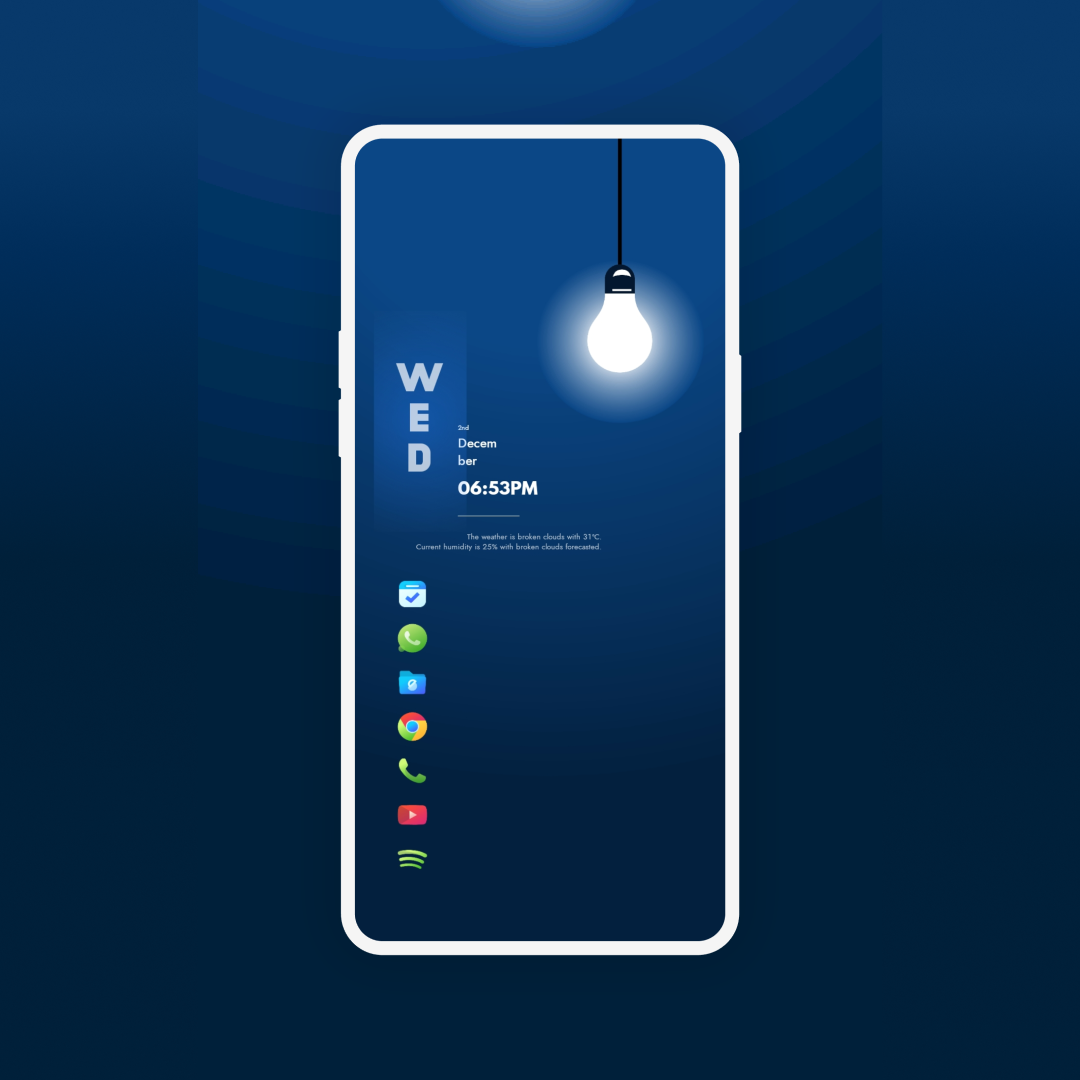 W
E
D
2nd
Decem
ber
06:53PM
The weather is broken clouds with 31°C.
Current humidity is 25% with broken clouds forecasted.